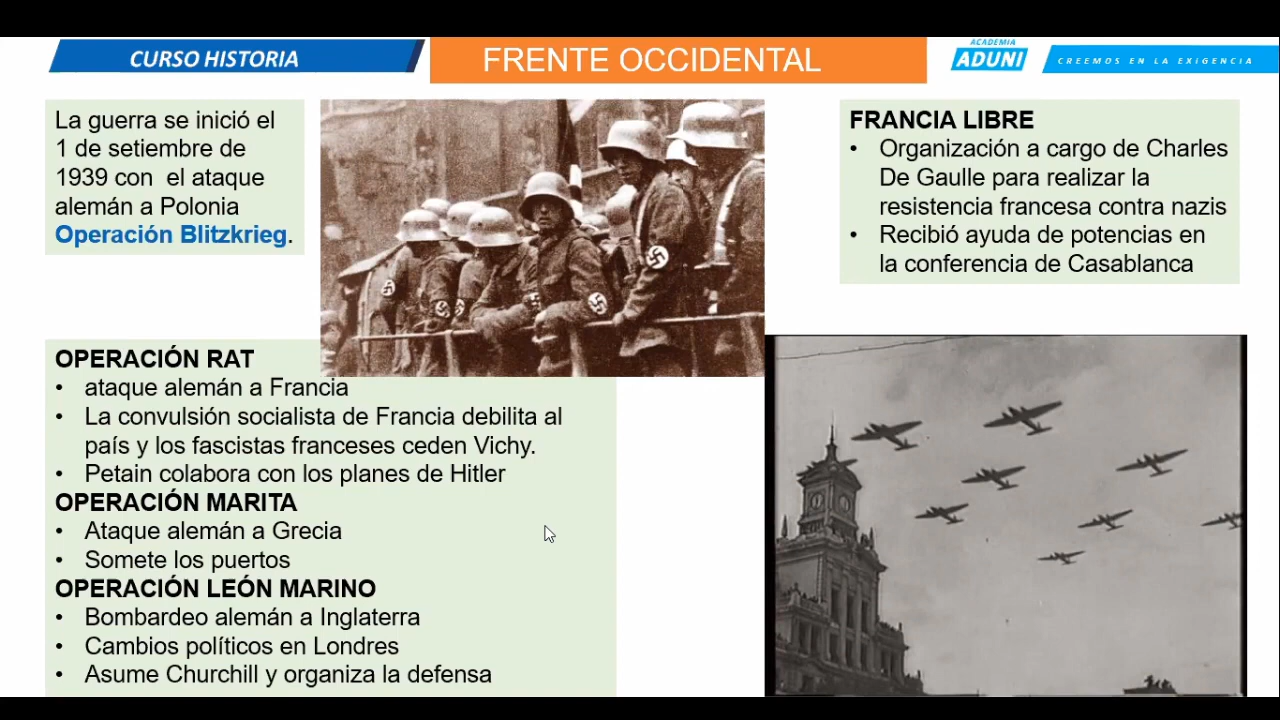 CURSO HISTORIA
FRENTE OCCIDENTAL
ACADEMIA
ADUNI
CREEMOS EN LA EXIGENCIA
La guerra se inició el
1 de setiembre de
1939 con el ataque
alemán a Polonia
Operación Blitzkrieg.
FRANCIA LIBRE
• Organización a cargo de Charles
De Gaulle para realizar la
resistencia francesa contra nazis
• Recibió ayuda de potencias en
la conferencia de Casablanca
OPERACIÓN RAT
• ataque alemán a Francia
• La convulsión socialista de Francia debilita al
país y los fascistas franceses ceden Vichy.
• Petain colabora con los planes de Hitler
OPERACIÓN MARITA
• Ataque alemán a Grecia
• Somete los puertos
OPERACIÓN LEÓN MARINO
• Bombardeo alemán a Inglaterra
• Cambios políticos en Londres
• Asume Churchill y organiza la defensa